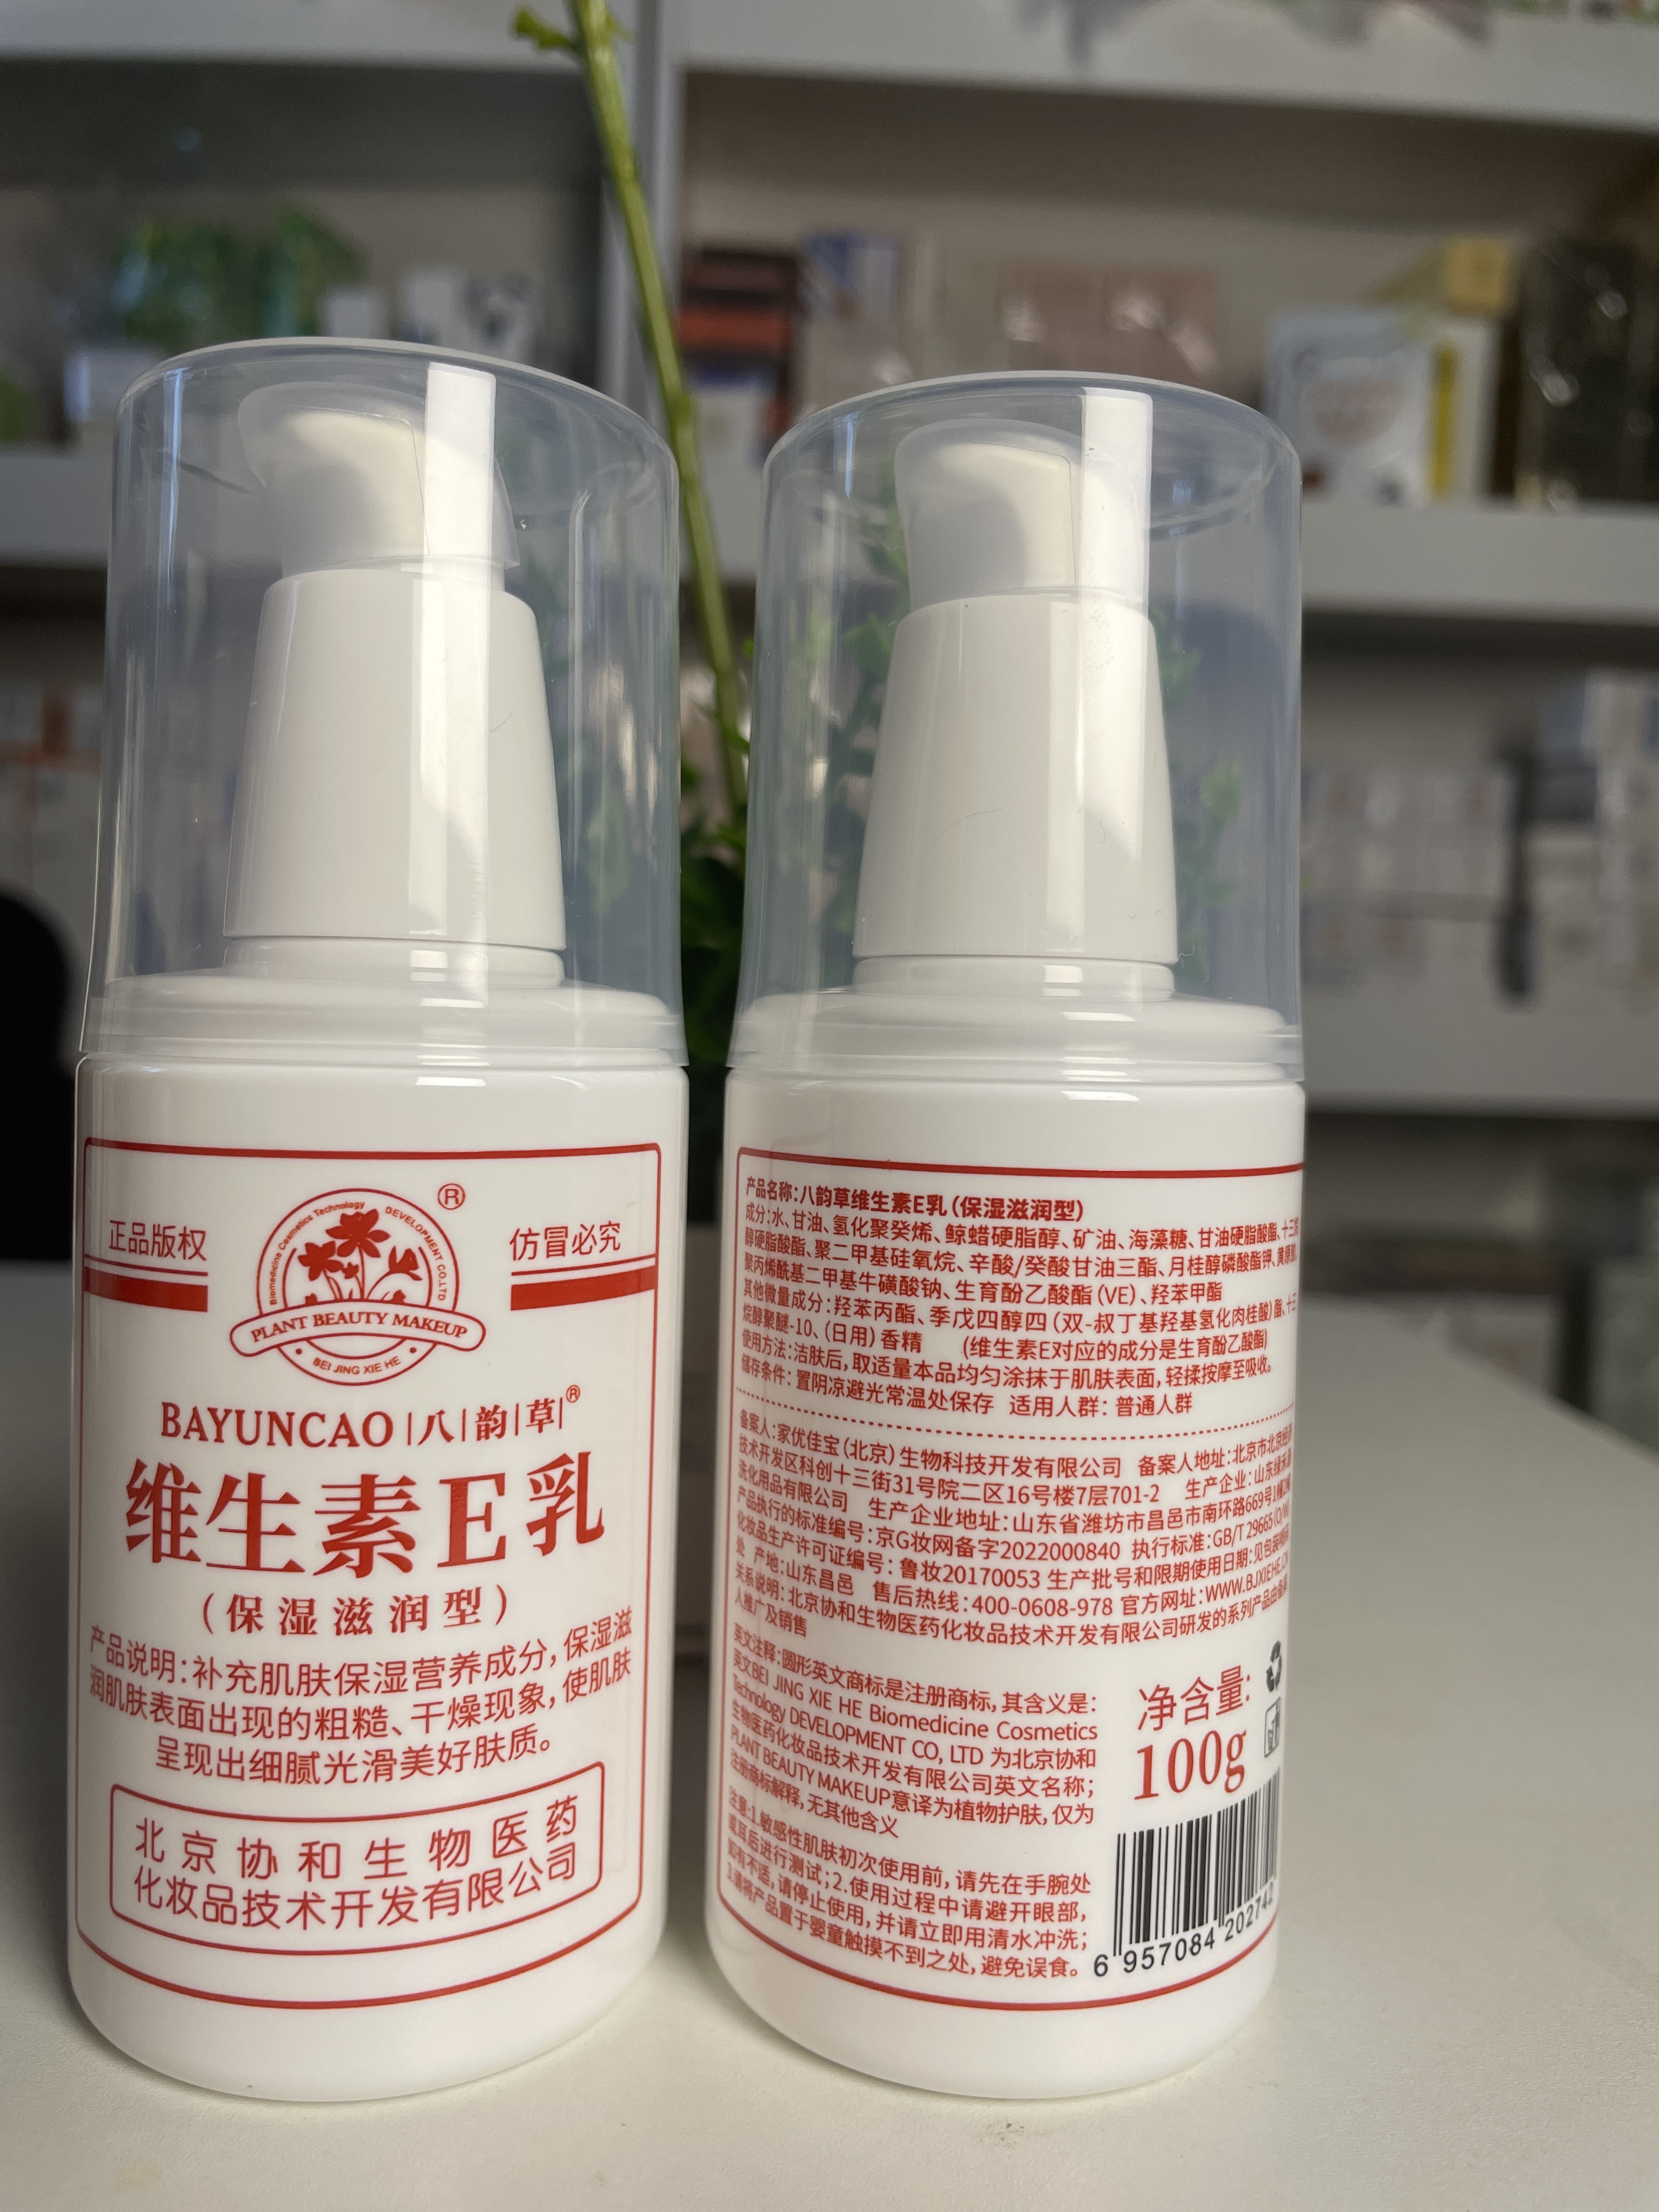 正品版权
仿冒必究
®
Biomedicine Cosmetics Technology DEVELOPMENT CO.,LTD
PLANT BEAUTY MAKEUP
BEI JING XIE HE
BAYUNCAO|八|韵|草|®
维生素E乳
(保湿滋润型)
产品说明:补充肌肤保湿营养成分,保湿滋
润肌肤表面出现的粗糙、干燥现象,使肌肤
呈现出细腻光滑美好肤质。
北京协和生物医药
化妆品技术开发有限公司
产品名称:八韵草维生素E乳(保湿滋润型)
成分:水、甘油、氢化聚癸烯、鲸蜡硬脂醇、矿油、海藻糖、甘油硬脂酸酯、十三烷
醇硬脂酸酯、聚二甲基硅氧烷、辛酸/癸酸甘油三酯、月桂醇磷酸酯钾、黄原胶、
聚丙烯酰基二甲基牛磺酸钠、生育酚乙酸酯(VE)、羟苯甲酯
其他微量成分:羟苯丙酯、季戊四醇四(双-叔丁基羟基氢化肉桂酸)酯、十三
烷醇聚醚-10、(日用)香精 (维生素E对应的成分是生育酚乙酸酯)
使用方法:洁肤后,取适量本品均匀涂抹于肌肤表面,轻揉按摩至吸收。
储存条件:置阴凉避光常温处保存 适用人群:普通人群
备案人:家优佳宝(北京)生物科技开发有限公司 备案人地址:北京市北京经济
技术开发区科创十三街31号院二区16号楼7层701-2 生产企业:山东
洗化用品有限公司 生产企业地址:山东省潍坊市昌邑市南环路669号1幢2幢
产品执行的标准编号:京G妆网备字2022000840 执行标准:GB/T 29665(O/W)
化妆品生产许可证编号:鲁妆20170053 生产批号和限期使用日期:见包装喷码
处 产地:山东昌邑 售后热线:400-0608-978 官方网址:WWW.BJXIEHE.CN
关系说明:北京协和生物医药化妆品技术开发有限公司研发的系列产品由备案
人推广及销售
英文注释:圆形英文商标是注册商标,其含义是:
英文BEI JING XIE HE Biomedicine Cosmetics
Technology DEVELOPMENT CO, LTD 为北京协和
生物医药化妆品技术开发有限公司英文名称;
PLANT BEAUTY MAKEUP意译为植物护肤,仅为
注册商标解释,无其他含义
注意:1.敏感性肌肤初次使用前,请先在手腕处
或耳后进行测试;2.使用过程中请避开眼部,
如有不适,请停止使用,并请立即用清水冲洗;
3.请将产品置于婴童触摸不到之处,避免误食。
净含量:
100g
6 957084 202742